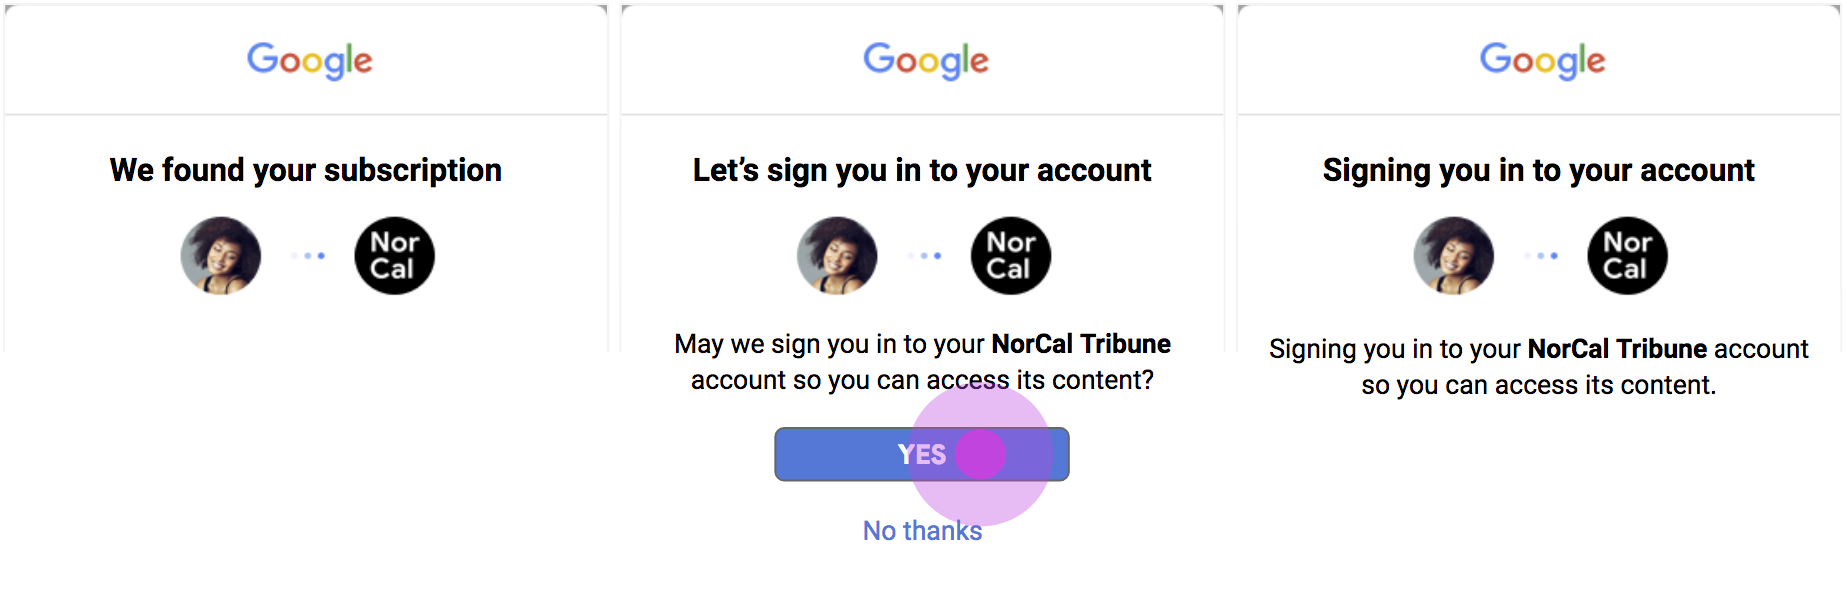 Google
We found your subscription
Nor
Cal
Google
Let’s sign you in to your account
Nor
Cal
May we sign you in to your NorCal Tribune
account so you can access its content?
YES
No thanks
Google
Signing you in to your account
Nor
Cal
Signing you in to your NorCal Tribune account
so you can access its content.